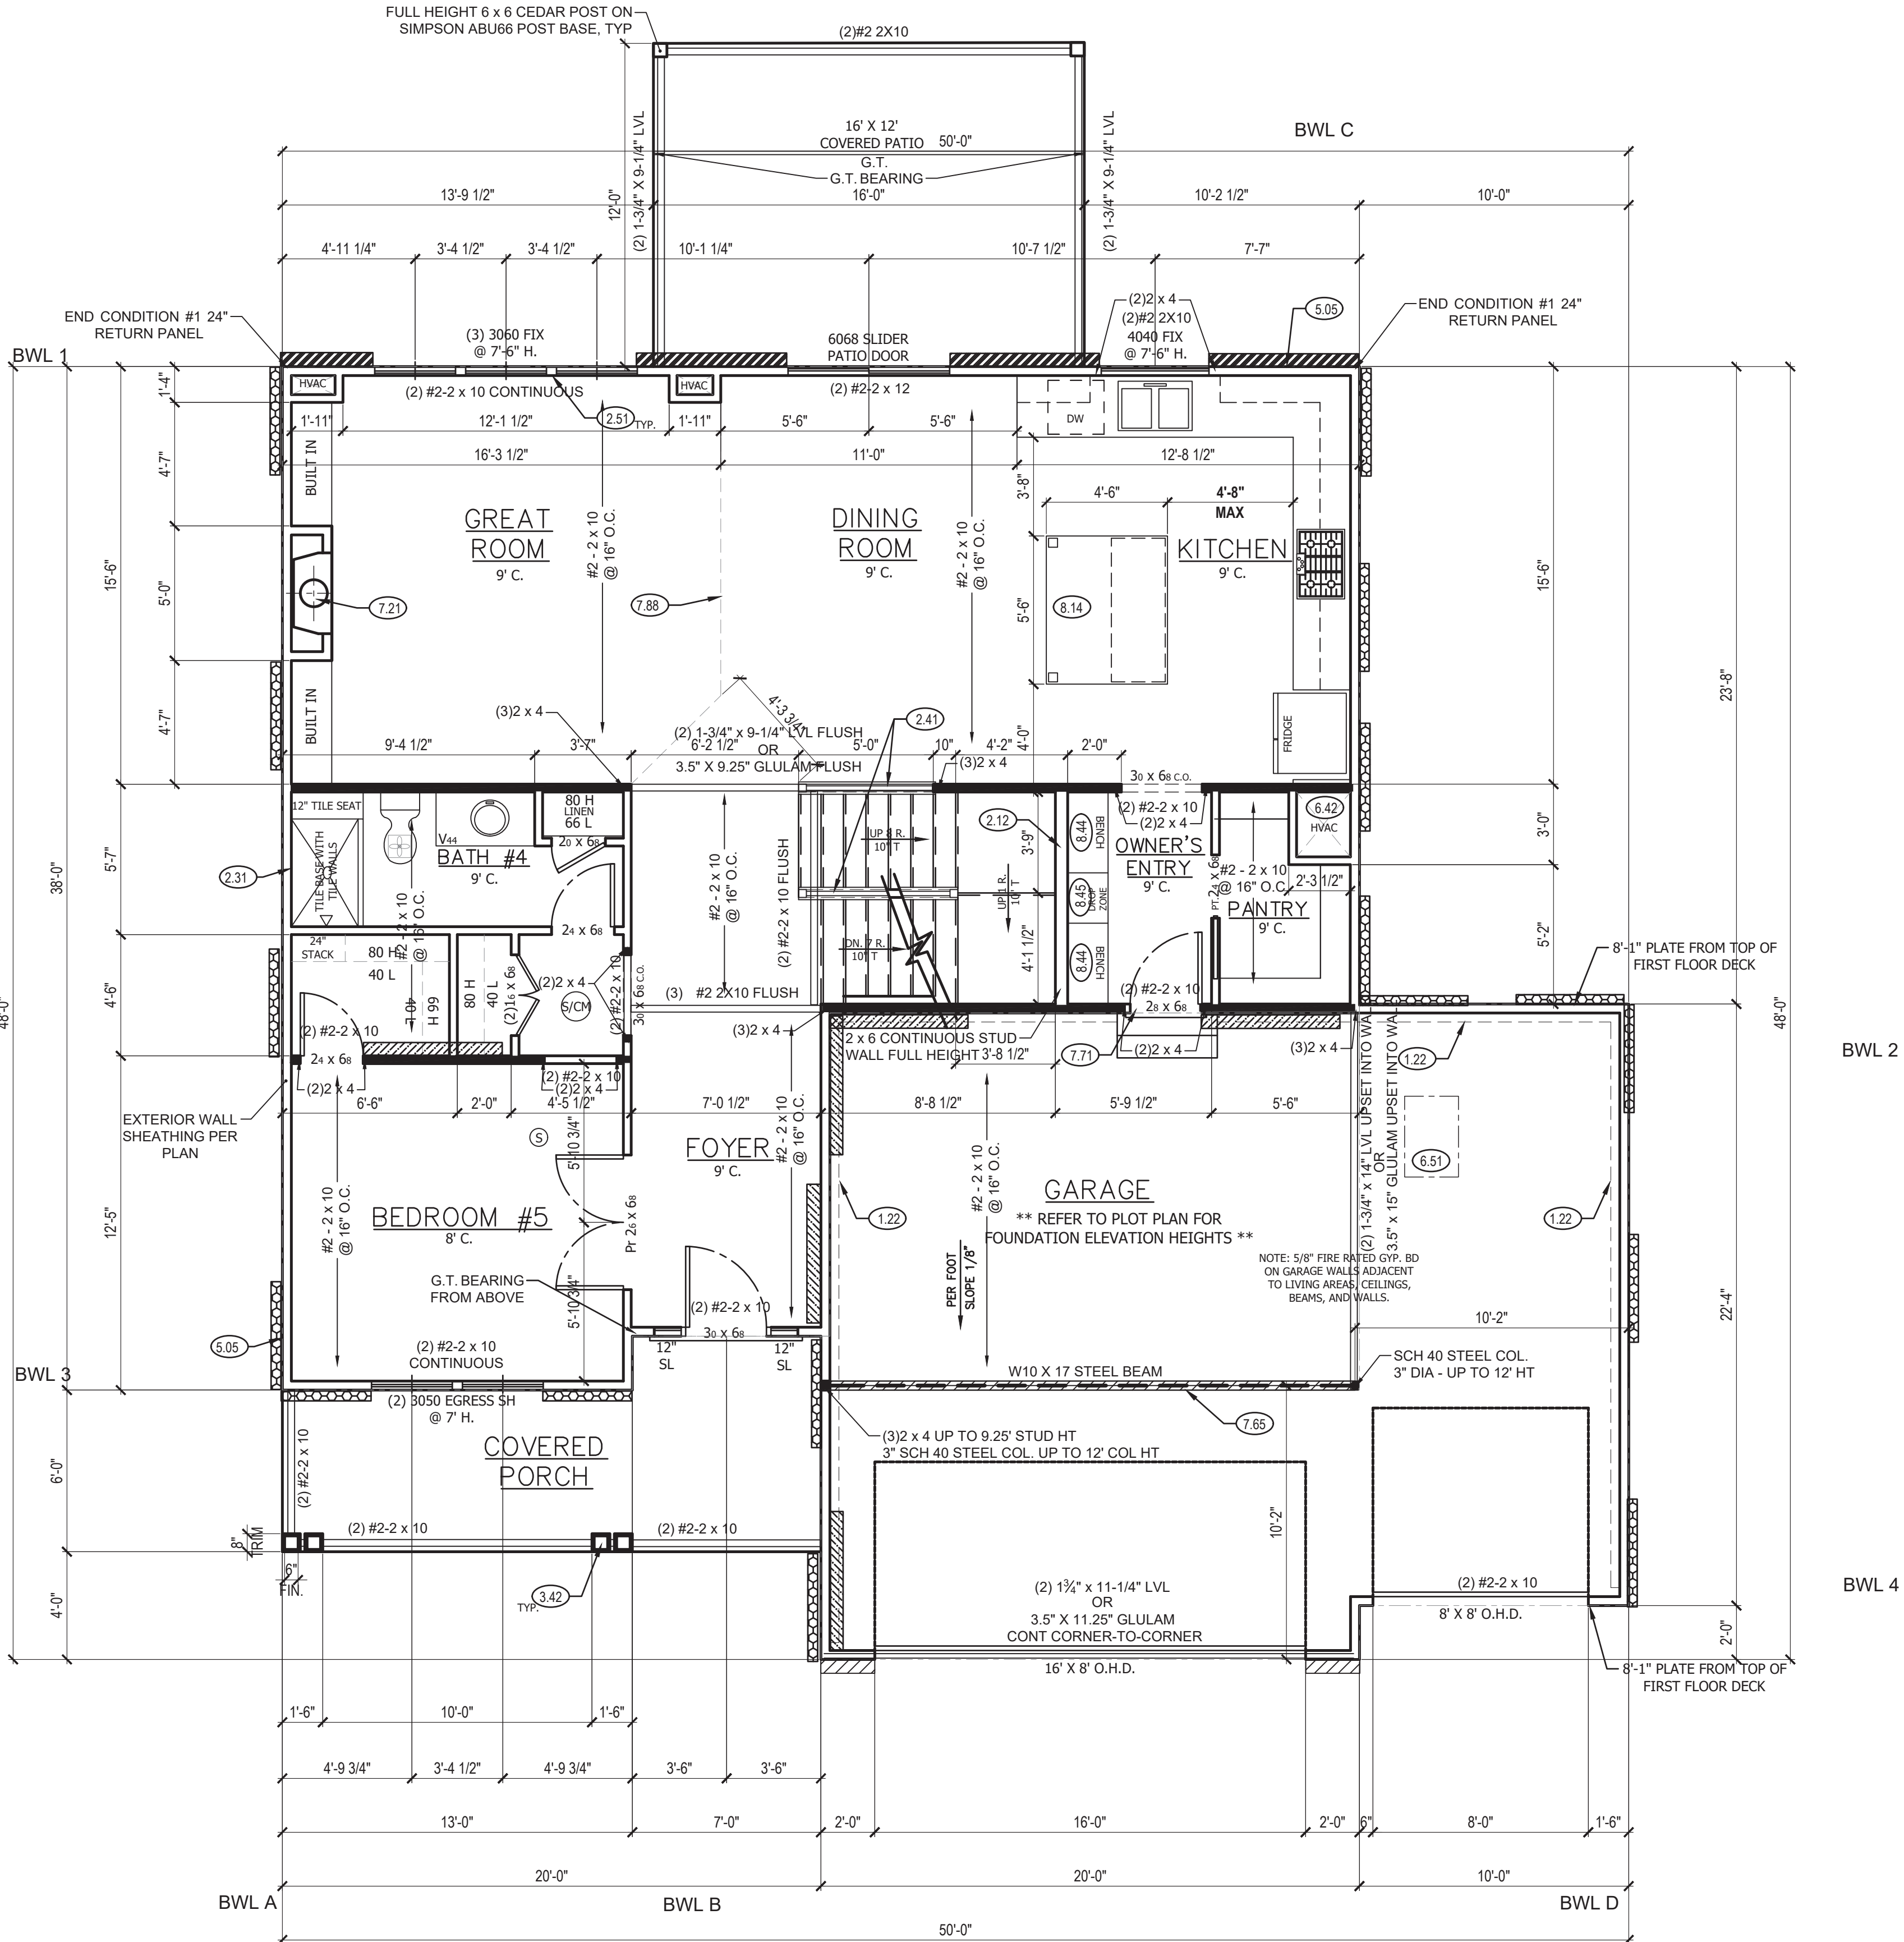 FULL HEIGHT 6 x 6 CEDAR POST ON
SIMPSON ABU66 POST BASE, TYP
(2)#2 2X10
(2) 1-3/4" X 9-1/4" LVL
(2) 1-3/4" X 9-1/4" LVL
16' X 12'
COVERED PATIO
50'-0"
BWL C
G.T.
G.T. BEARING
12'-0"
13'-9 1/2"
16'-0"
10'-2 1/2"
10'-0"
4'-11 1/4"
3'-4 1/2"
3'-4 1/2"
10'-1 1/4"
10'-7 1/2"
7'-7"
END CONDITION #1 24"
RETURN PANEL
(3) 3060 FIX
@ 7'-6" H.
6068 SLIDER
PATIO DOOR
(2)2 x 4
(2)#2 2X10
4040 FIX
@ 7'-6" H.
5.05
END CONDITION #1 24"
RETURN PANEL
BWL 1
HVAC
(2) #2-2 x 10 CONTINUOUS
HVAC
(2) #2-2 x 12
DW
1'-4"
1'-11"
12'-1 1/2"
2.51
TYP.
1'-11"
5'-6"
5'-6"
16'-3 1/2"
11'-0"
12'-8 1/2"
4'-7"
BUILT IN
3'-8"
4'-6"
4'-8"
MAX
GREAT
ROOM
9' C.
#2 - 2 x 10
@ 16" O.C.
DINING
ROOM
9' C.
#2 - 2 x 10
@ 16" O.C.
KITCHEN
9' C.
15'-6"
5'-0"
7.21
7.88
5'-6"
8.14
15'-6"
23'-8"
4'-7"
BUILT IN
(3)2 x 4
4'-3 3/4"
2.41
FRIDGE
(2) 1-3/4" x 9-1/4" LVL FLUSH
OR
3.5" X 9.25" GLULAM FLUSH
9'-4 1/2"
3'-7"
6'-2 1/2"
5'-0"
10"
4'-2"
4'-0"
2'-0"
(3)2 x 4
30 x 68 C.O.
12" TILE SEAT
80 H
LINEN
66 L
20 x 68
V44
BATH #4
9' C.
TILE BASE WITH
TILE WALLS
2.31
5'-7"
38'-0"
48'-0"
#2 - 2 x 10
@ 16" O.C.
#2 - 2 x 10
@ 16" O.C.
(2) #2-2 x 10 FLUSH
UP 8 R.
10" T
UP 1 R.
10" T
DN. 7 R.
10" T
2.12
3'-9"
4'-1 1/2"
8.44
BENCH
8.45
DROP
ZONE
8.44
BENCH
(2) #2-2 x 10
(2)2 x 4
OWNER'S
ENTRY
9' C.
PT. 24 x 68
#2 - 2 x 10
@ 16" O.C.
PANTRY
9' C.
6.42
HVAC
2'-3 1/2"
3'-0"
5'-2"
8'-1" PLATE FROM TOP OF
FIRST FLOOR DECK
24 x 68
24"
STACK
80 H
40 L
66 H
40 L
80 H
40 L
(2)16 x 68
(2)2 x 4
S/CM
(2) #2-2 x 10
30 x 68 C.O.
4'-6"
(3) #2 2X10 FLUSH
(3)2 x 4
2 x 6 CONTINUOUS STUD
WALL FULL HEIGHT
3'-8 1/2"
7.71
(2) #2-2 x 10
28 x 68
(2)2 x 4
(3)2 x 4
1.22
48'-0"
BWL 2
(2) #2-2 x 10
24 x 68
(2)2 x 4
(2) #2-2 x 10
(2)2 x 4
6'-6"
2'-0"
4'-5 1/2"
7'-0 1/2"
8'-8 1/2"
5'-9 1/2"
5'-6"
EXTERIOR WALL
SHEATHING PER
PLAN
S
5'-10 3/4"
FOYER
9' C.
#2 - 2 x 10
@ 16" O.C.
(2) 1-3/4" x 14" LVL UPSET INTO WA
OR
3.5" x 15" GLULAM UPSET INTO WA
6.51
12'-5"
#2 - 2 x 10
@ 16" O.C.
BEDROOM #5
8' C.
Pr 26 x 68
1.22
#2 - 2 x 10
@ 16" O.C.
GARAGE
** REFER TO PLOT PLAN FOR
FOUNDATION ELEVATION HEIGHTS **
1.22
PER FOOT
SLOPE 1/8"
NOTE: 5/8" FIRE RATED GYP. BD
ON GARAGE WALLS ADJACENT
TO LIVING AREAS, CEILINGS,
BEAMS, AND WALLS.
G.T. BEARING
FROM ABOVE
5'-10 3/4"
(2) #2-2 x 10
30 x 68
12"
SL
12"
SL
10'-2"
22'-4"
5.05
(2) #2-2 x 10
CONTINUOUS
W10 X 17 STEEL BEAM
SCH 40 STEEL COL.
3" DIA - UP TO 12' HT
BWL 3
(2) 3050 EGRESS SH
@ 7' H.
7.65
(3)2 x 4 UP TO 9.25' STUD HT
3" SCH 40 STEEL COL. UP TO 12' COL HT
COVERED
PORCH
(2) #2-2 x 10
6'-0"
8"
TRIM
(2) #2-2 x 10
(2) #2-2 x 10
10'-2"
6"
FIN.
TYP.
3.42
4'-0"
(2) 1¾" x 11-1/4" LVL
OR
3.5" X 11.25" GLULAM
CONT CORNER-TO-CORNER
16' X 8' O.H.D.
(2) #2-2 x 10
8' X 8' O.H.D.
BWL 4
2'-0"
8'-1" PLATE FROM TOP OF
FIRST FLOOR DECK
1'-6"
10'-0"
1'-6"
4'-9 3/4"
3'-4 1/2"
4'-9 3/4"
3'-6"
3'-6"
13'-0"
7'-0"
2'-0"
16'-0"
2'-0"
6"
8'-0"
1'-6"
20'-0"
20'-0"
10'-0"
BWL A
BWL B
BWL D
50'-0"